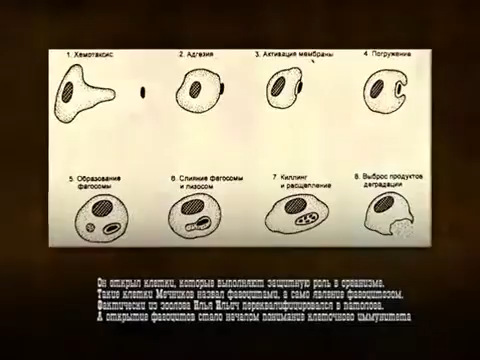 1. Хемотаксис
2. Адгезия
3. Активация мембраны
4 Погружение
5. Образование
фагосомы
6. Слияние фагосомы
и лизосом
7 Киллинг
и расщепление
8. Выброс продуктов
деградации
Он открыл клетки, которые выполняют защитную роль в организме.
Такие клетки Мечников назвал фагоцитами, а само явление фагоцитозом.
Фактически из зоолога Илья Ильич переквалифицировался в патолога.
А открытие фагоцитов стало началом понимание клеточного иммунитета